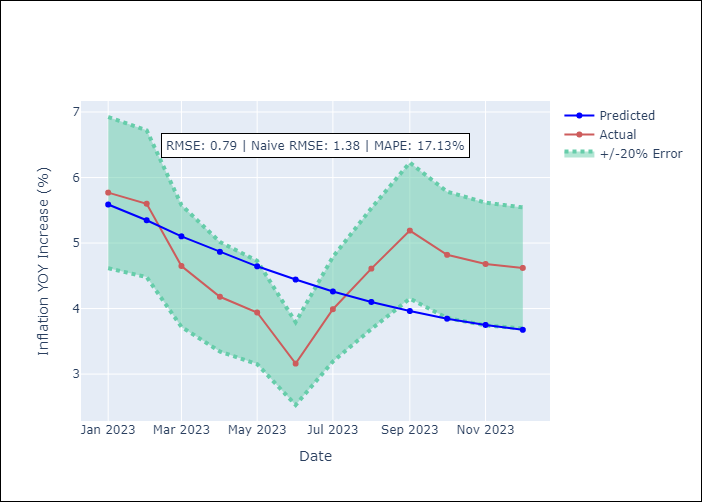 RMSE: 0.79 | Naive RMSE: 1.38 | MAPE: 17.13%
Predicted
Actual
+/-20% Error
Inflation YOY Increase (%)
7
6
5
4
3
Jan 2023
Mar 2023
May 2023
Jul 2023
Sep 2023
Nov 2023
Date